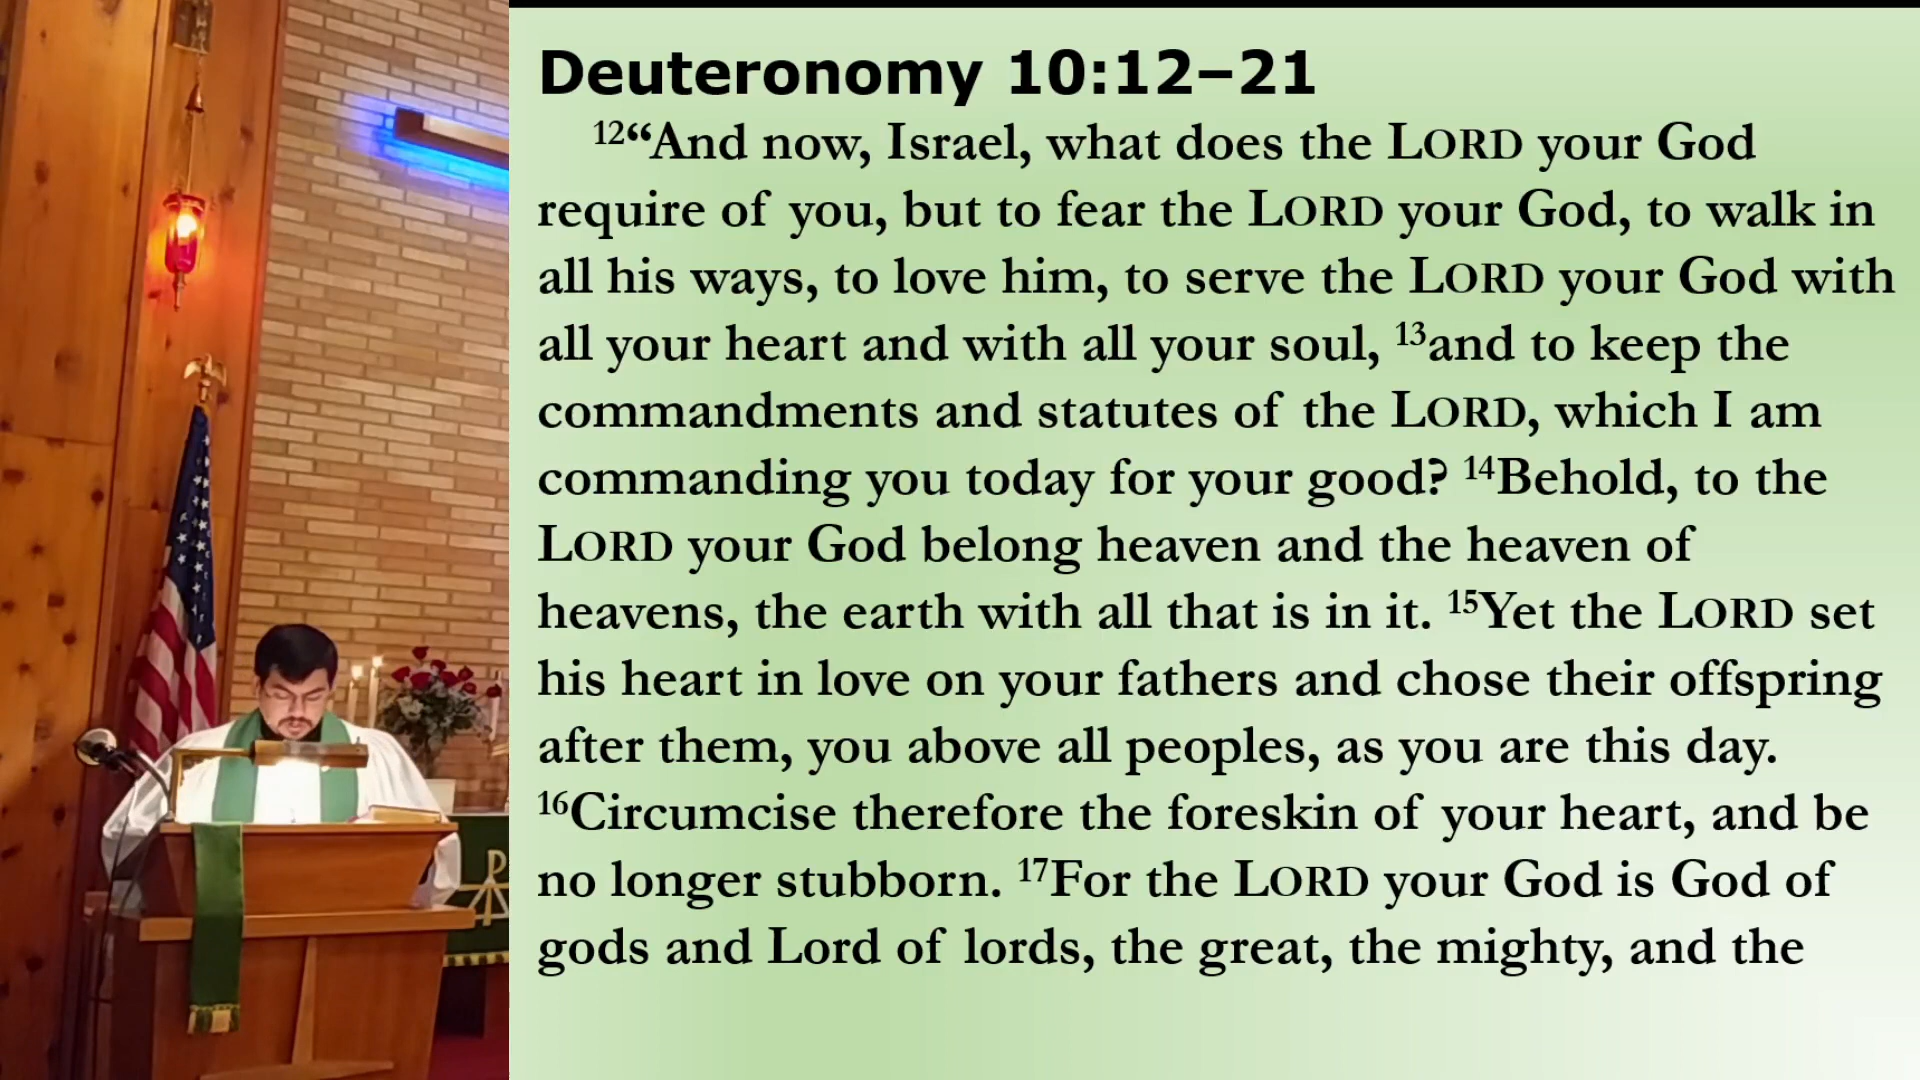 Deuteronomy 10:12–21
12“And now, Israel, what does the LORD your God
require of you, but to fear the LORD your God, to walk in
all his ways, to love him, to serve the LORD your God with
all your heart and with all your soul, 13and to keep the
commandments and statutes of the LORD, which I am
commanding you today for your good? 14Behold, to the
LORD your God belong heaven and the heaven of
heavens, the earth with all that is in it. 15Yet the LORD set
his heart in love on your fathers and chose their offspring
after them, you above all peoples, as you are this day.
16Circumcise therefore the foreskin of your heart, and be
no longer stubborn. 17For the LORD your God is God of
gods and Lord of lords, the great, the mighty, and the